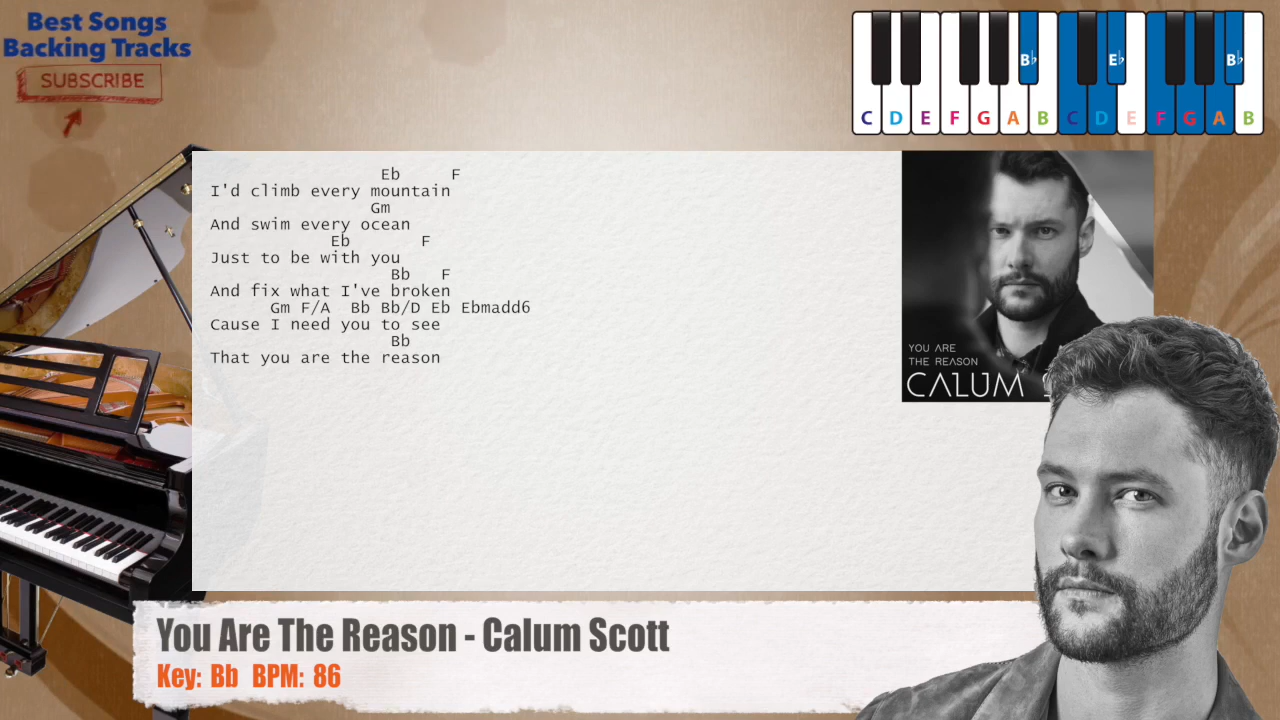 Best Songs
Backing Tracks
SUBSCRIBE
B♭ E♭ B♭
C D E F G A B C D E F G A B
Eb F
I'd climb every mountain
Gm
And swim every ocean
Eb F
Just to be with you
Bb F
And fix what I've broken
Gm F/A Bb Bb/D Eb Ebmadd6
Cause I need you to see
Bb
That you are the reason
YOU ARE
THE REASON
CALUM
You Are The Reason - Calum Scott
Key: Bb BPM: 86